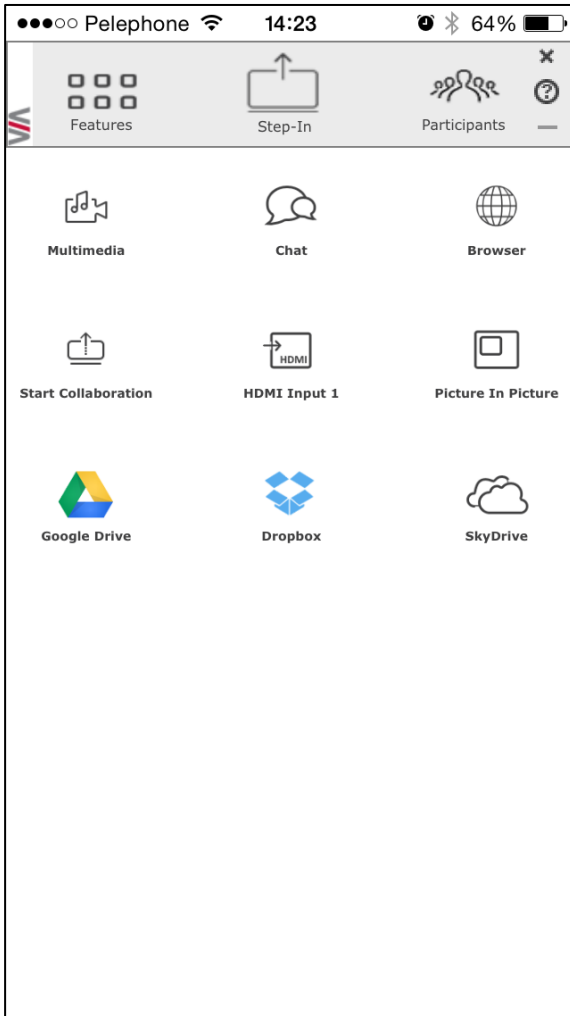 Pelephone 14:23 64%
Features Step-In Participants
Multimedia Chat Browser
HDMI
Start Collaboration HDMI Input 1 Picture In Picture
Google Drive Dropbox SkyDrive